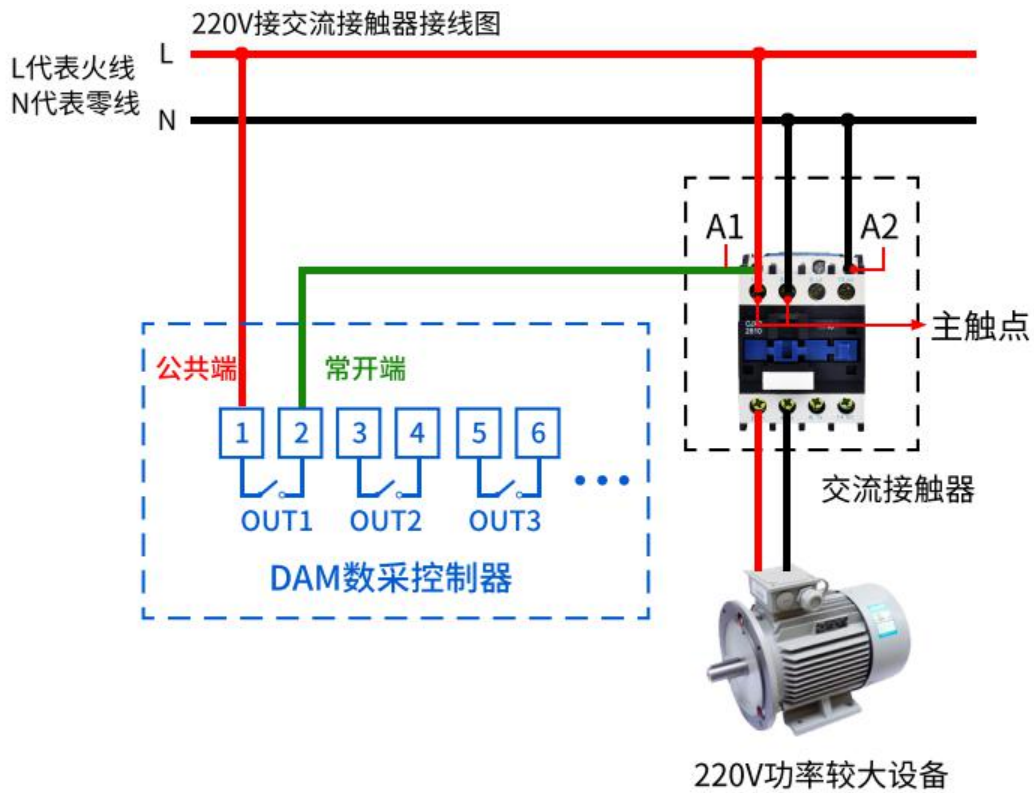 220V接交流接触器接线图
L代表火线
N代表零线
L
N
A1
A2
主触点
公共端
常开端
1
2
3
4
5
6
OUT1
OUT2
OUT3
DAM数采控制器
交流接触器
220V功率较大设备